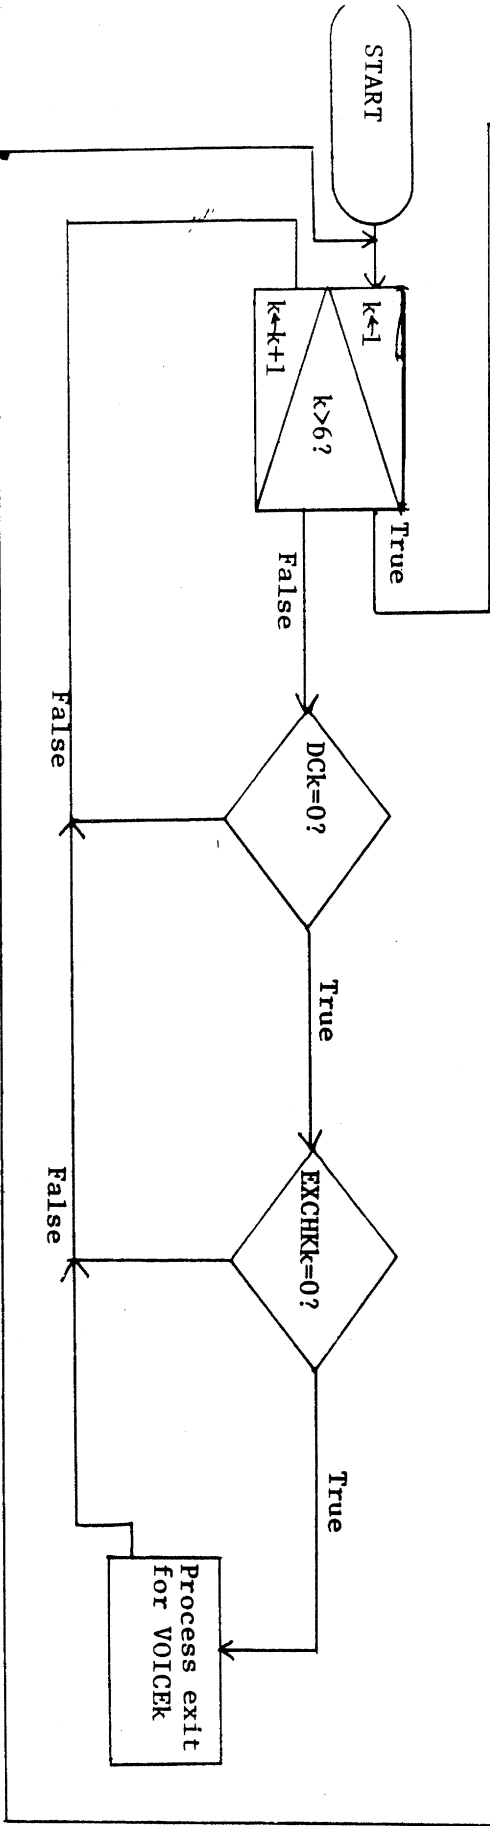 START
k←1
k>6?
k←k+1
True
False
DCk=0?
True
False
EXCHKk=0?
True
False
Process exit
for VOICEk